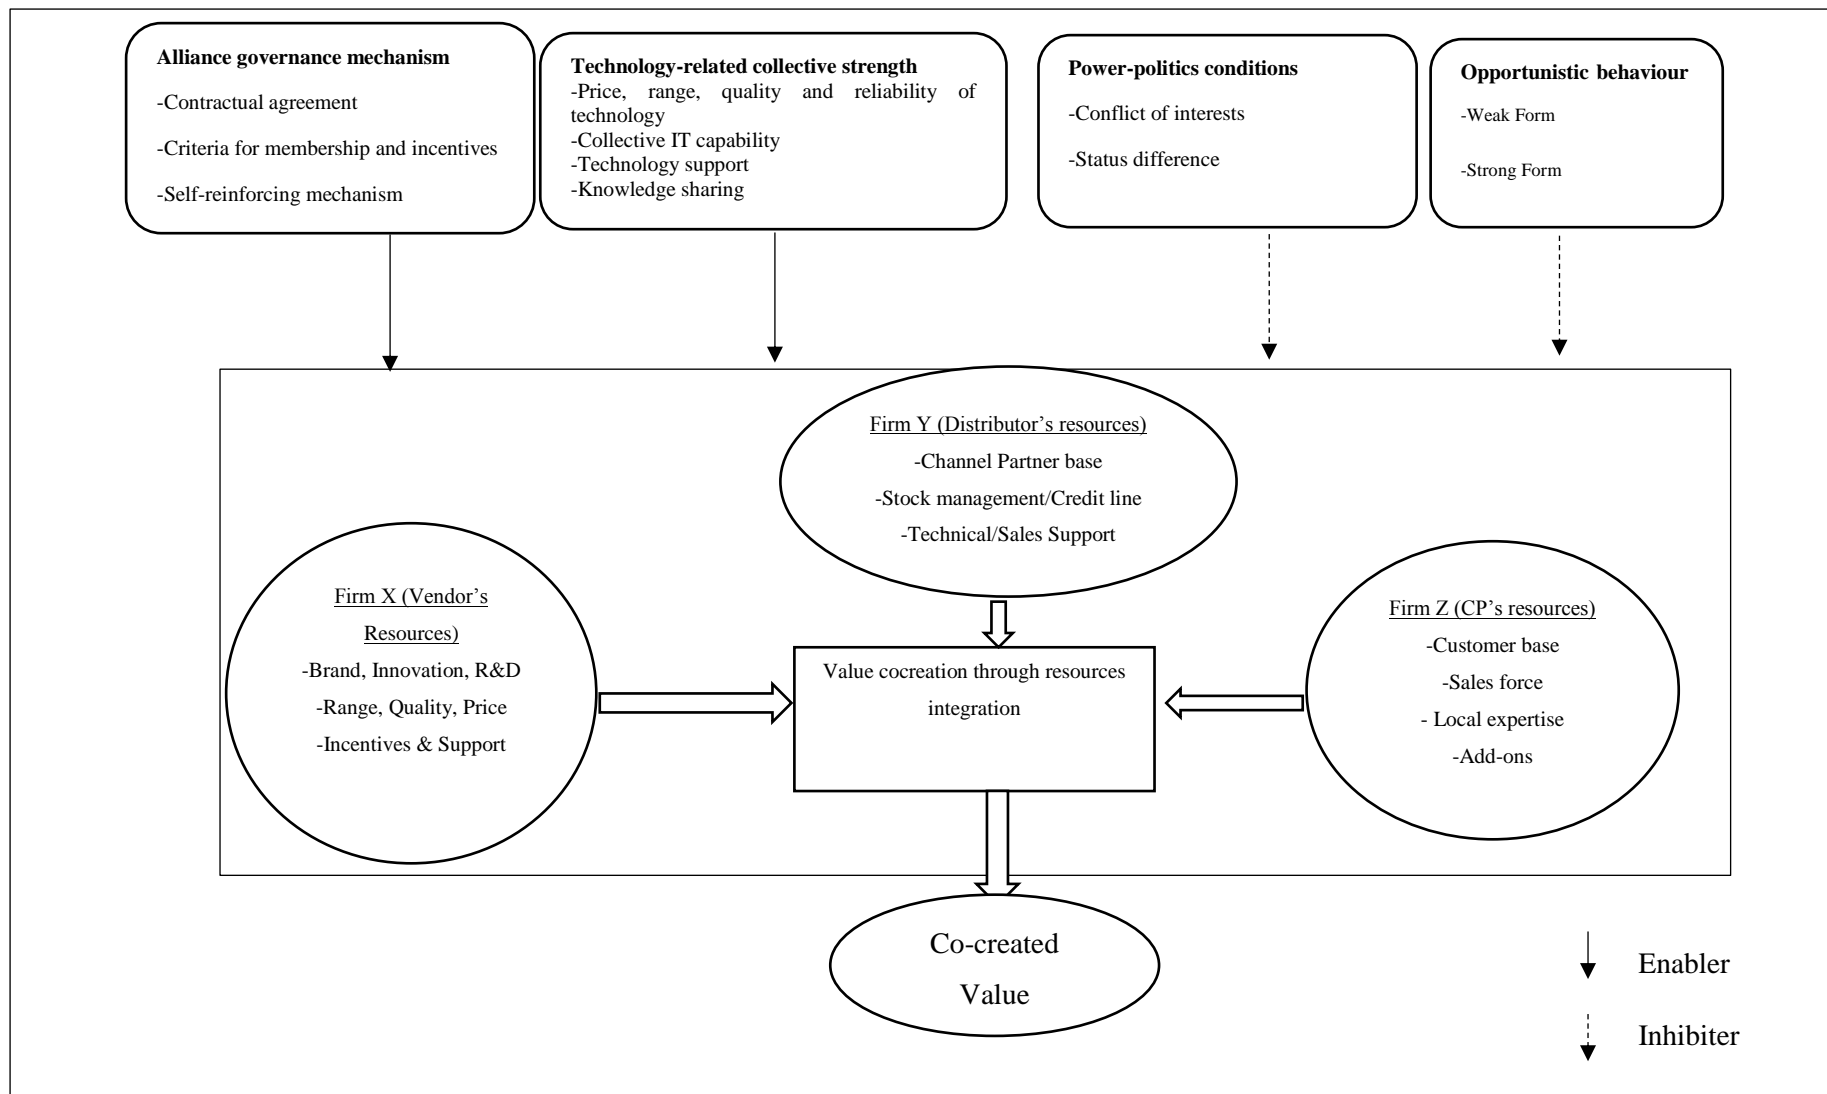 Alliance governance mechanism
-Contractual agreement
-Criteria for membership and incentives
-Self-reinforcing mechanism
Technology-related collective strength
-Price, range, quality and reliability of
technology
-Collective IT capability
-Technology support
-Knowledge sharing
Power-politics conditions
-Conflict of interests
-Status difference
Opportunistic behaviour
-Weak Form
-Strong Form
Firm Y (Distributor’s resources)
-Channel Partner base
-Stock management/Credit line
-Technical/Sales Support
Firm X (Vendor’s
Resources)
-Brand, Innovation, R&D
-Range, Quality, Price
-Incentives & Support
Value cocreation through resources
integration
Firm Z (CP’s resources)
-Customer base
-Sales force
- Local expertise
-Add-ons
Co-created
Value
Enabler
Inhibiter